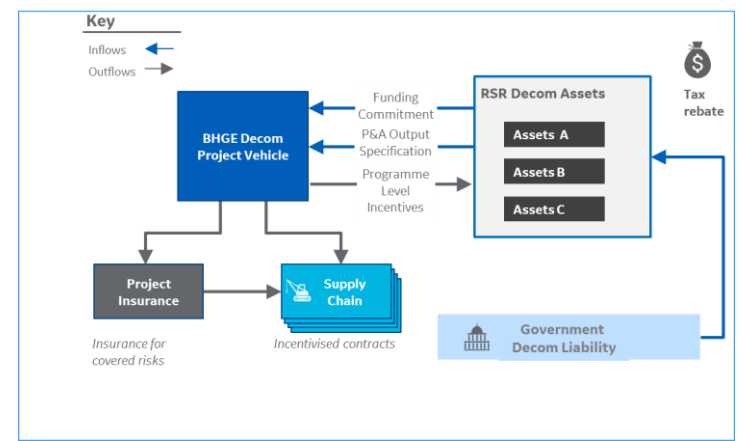 Key
Inflows
Outflows
BHGE Decom
Project Vehicle
Funding
Commitment
P&A Output
Specification
Programme
Level
Incentives
RSR Decom Assets
Assets A
Assets B
Assets C
$
Tax
rebate
Project
Insurance
Supply
Chain
Insurance for
covered risks
Incentivised contracts
Government
Decom Liability